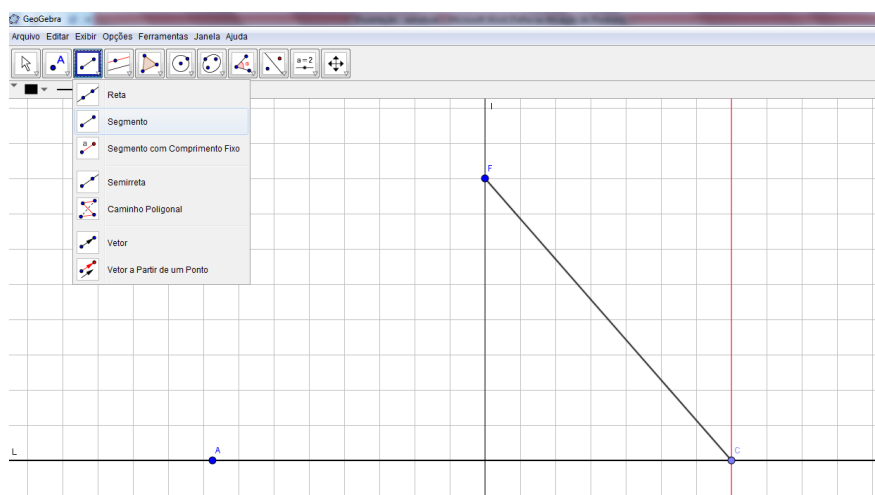 GeoGebra
Arquivo Editar Exibir Opções Ferramentas Janela Ajuda
A
a
a=2
Reta
Segmento
a
Segmento com Comprimento Fixo
Semirreta
Caminho Poligonal
Vetor
Vetor a Partir de um Ponto
I
F
L
A
C